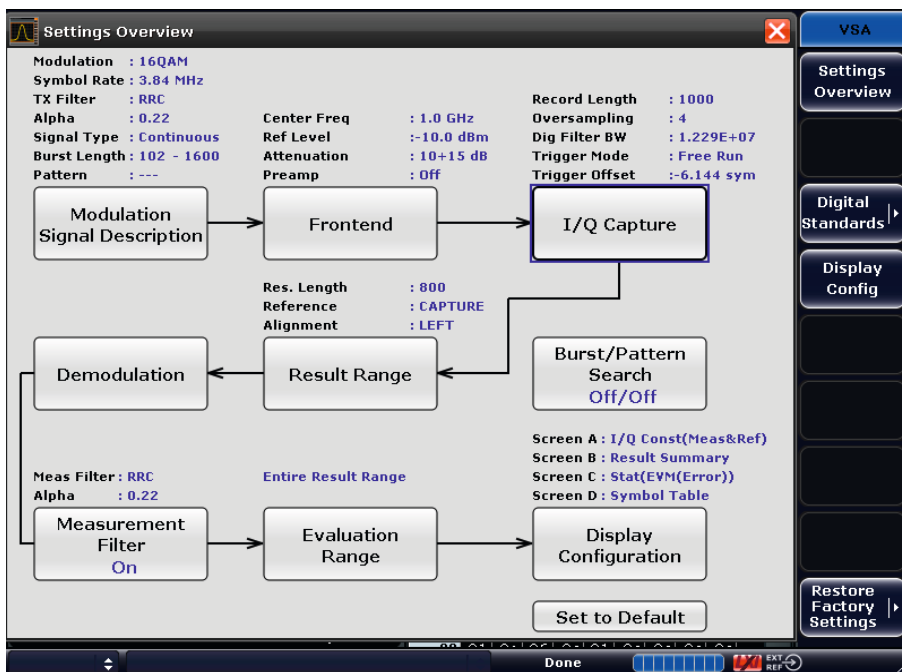 Settings Overview
VSA
Modulation : 16QAM
Symbol Rate : 3.84 MHz
TX Filter : RRC
Alpha : 0.22
Signal Type : Continuous
Burst Length : 102 - 1600
Pattern : ---
Center Freq : 1.0 GHz
Ref Level :-10.0 dBm
Attenuation : 10+15 dB
Preamp : Off
Record Length : 1000
Oversampling : 4
Dig Filter BW : 1.229E+07
Trigger Mode : Free Run
Trigger Offset :-6.144 sym
Modulation
Signal Description
Frontend
I/Q Capture
Res. Length : 800
Reference : CAPTURE
Alignment : LEFT
Demodulation
Result Range
Burst/Pattern
Search
Off/Off
Screen A : I/Q Const(Meas&Ref)
Screen B : Result Summary
Screen C : Stat(EVM(Error))
Screen D : Symbol Table
Meas Filter : RRC
Alpha : 0.22
Entire Result Range
Measurement
Filter
On
Evaluation
Range
Display
Configuration
Set to Default
Settings
Overview
Digital
Standards
Display
Config
Restore
Factory
Settings
Done
LXI
EXT
REF